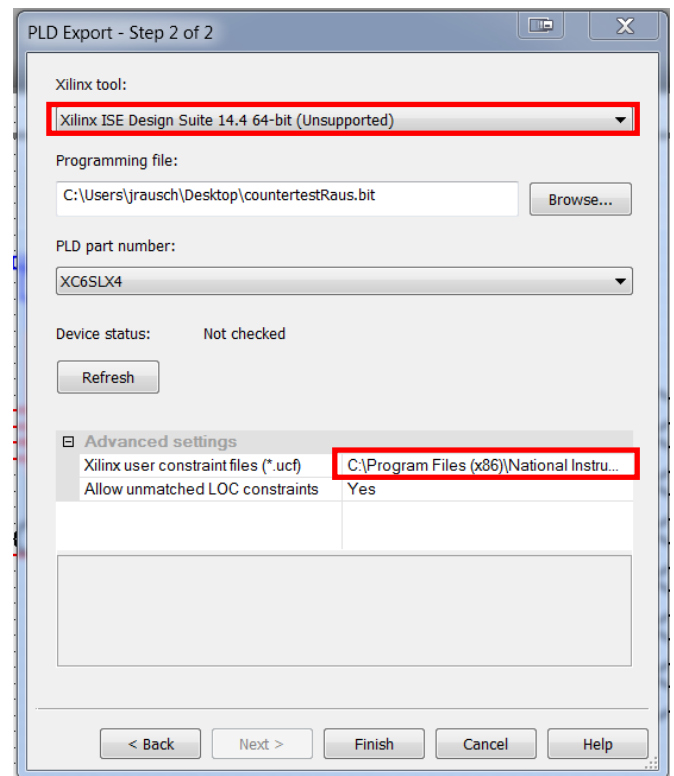 PLD Export - Step 2 of 2
Xilinx tool:
Xilinx ISE Design Suite 14.4 64-bit (Unsupported)
Programming file:
C:\Users\jrausch\Desktop\countertestRaus.bit
Browse...
PLD part number:
XC6SLX4
Device status: Not checked
Refresh
Advanced settings
Xilinx user constraint files (*.ucf) C:\Program Files (x86)\National Instru...
Allow unmatched LOC constraints Yes
< Back Next > Finish Cancel Help